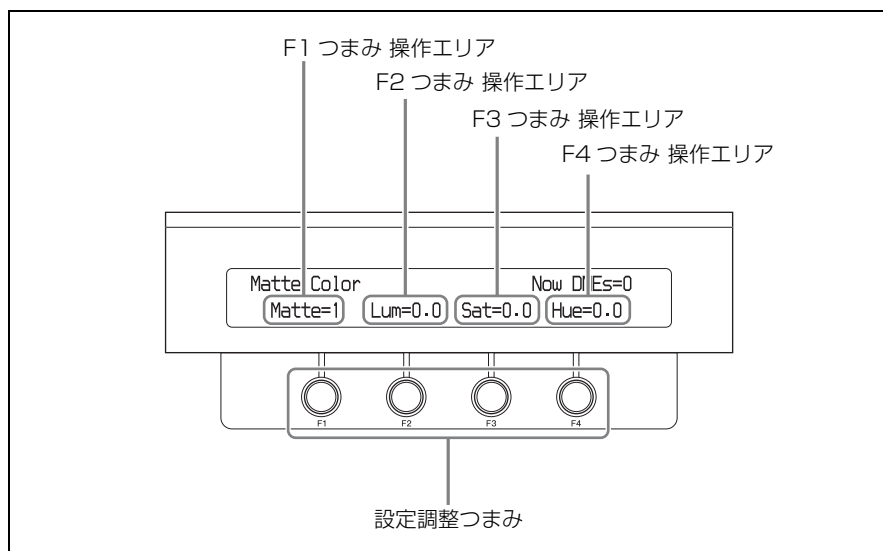 F1 つまみ 操作エリア
F2 つまみ 操作エリア
F3 つまみ 操作エリア
F4 つまみ 操作エリア
Matte Color Now DMEs=0
Matte=1 Lum=0.0 Sat=0.0 Hue=0.0
F1 F2 F3 F4
設定調整つまみ